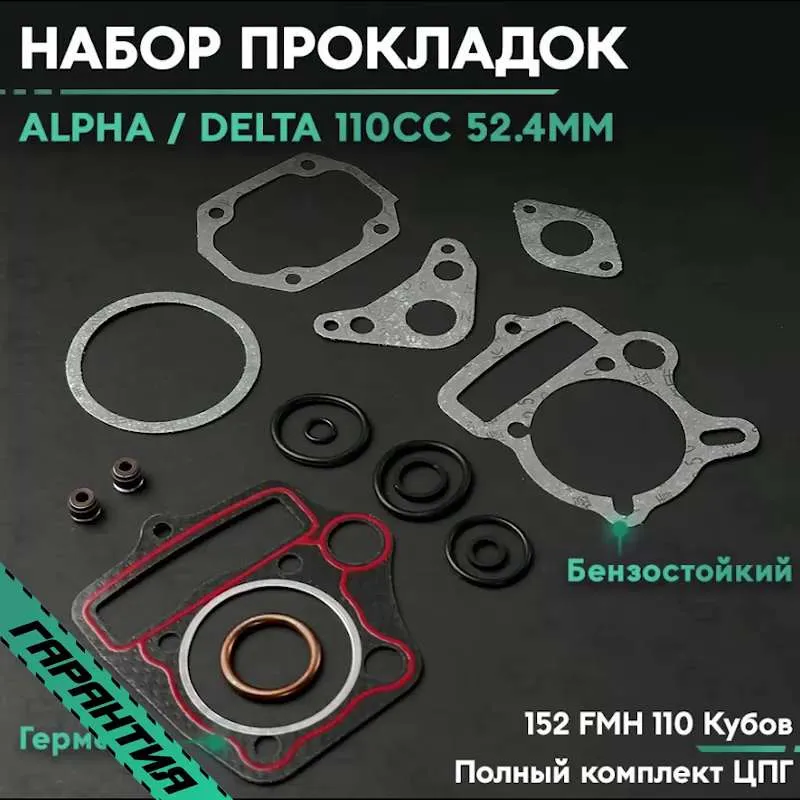 НАБОР ПРОКЛАДОК
ALPHA / DELTA 110CC 52.4MM
Бензостойкий
ГАРАНТИЯ
152 FMH 110 Кубов
Полный комплект ЦПГ